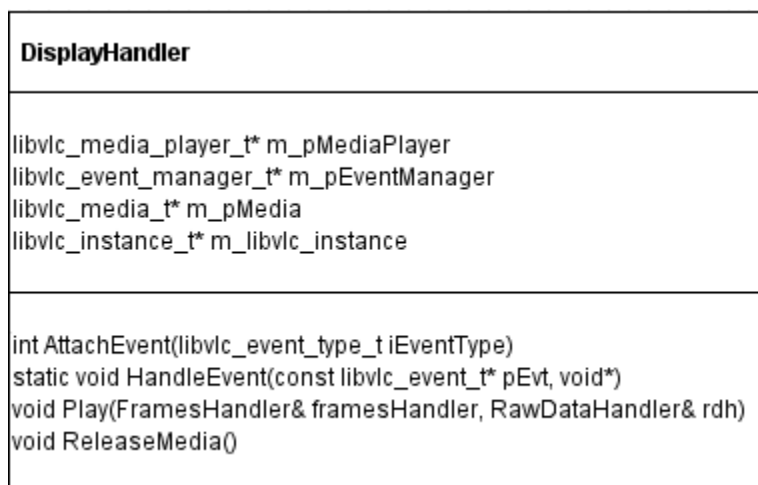 DisplayHandler
libvlc_media_player_t* m_pMediaPlayer
libvlc_event_manager_t* m_pEventManager
libvlc_media_t* m_pMedia
libvlc_instance_t* m_libvlc_instance
int AttachEvent(libvlc_event_type_t iEventType)
static void HandleEvent(const libvlc_event_t* pEvt, void*)
void Play(FramesHandler& framesHandler, RawDataHandler& rdh)
void ReleaseMedia()